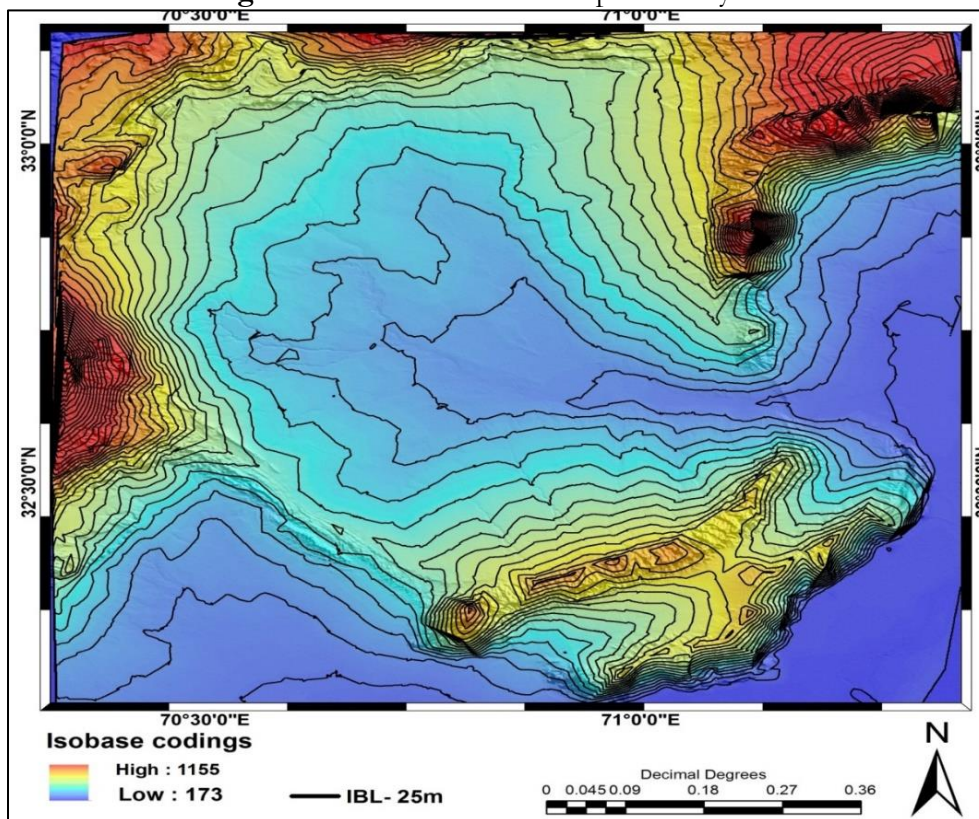 70°30'0"E 71°0'0"E
33°0'0"N
32°30'0"N
70°30'0"E 71°0'0"E
Isobase codings
High : 1155
Low : 173
IBL- 25m
Decimal Degrees
0 0.045 0.09 0.18 0.27 0.36
N